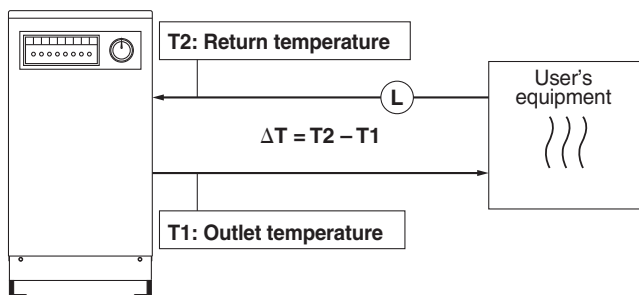 T2: Return temperature
L
User's
equipment
ΔT = T2 – T1
T1: Outlet temperature